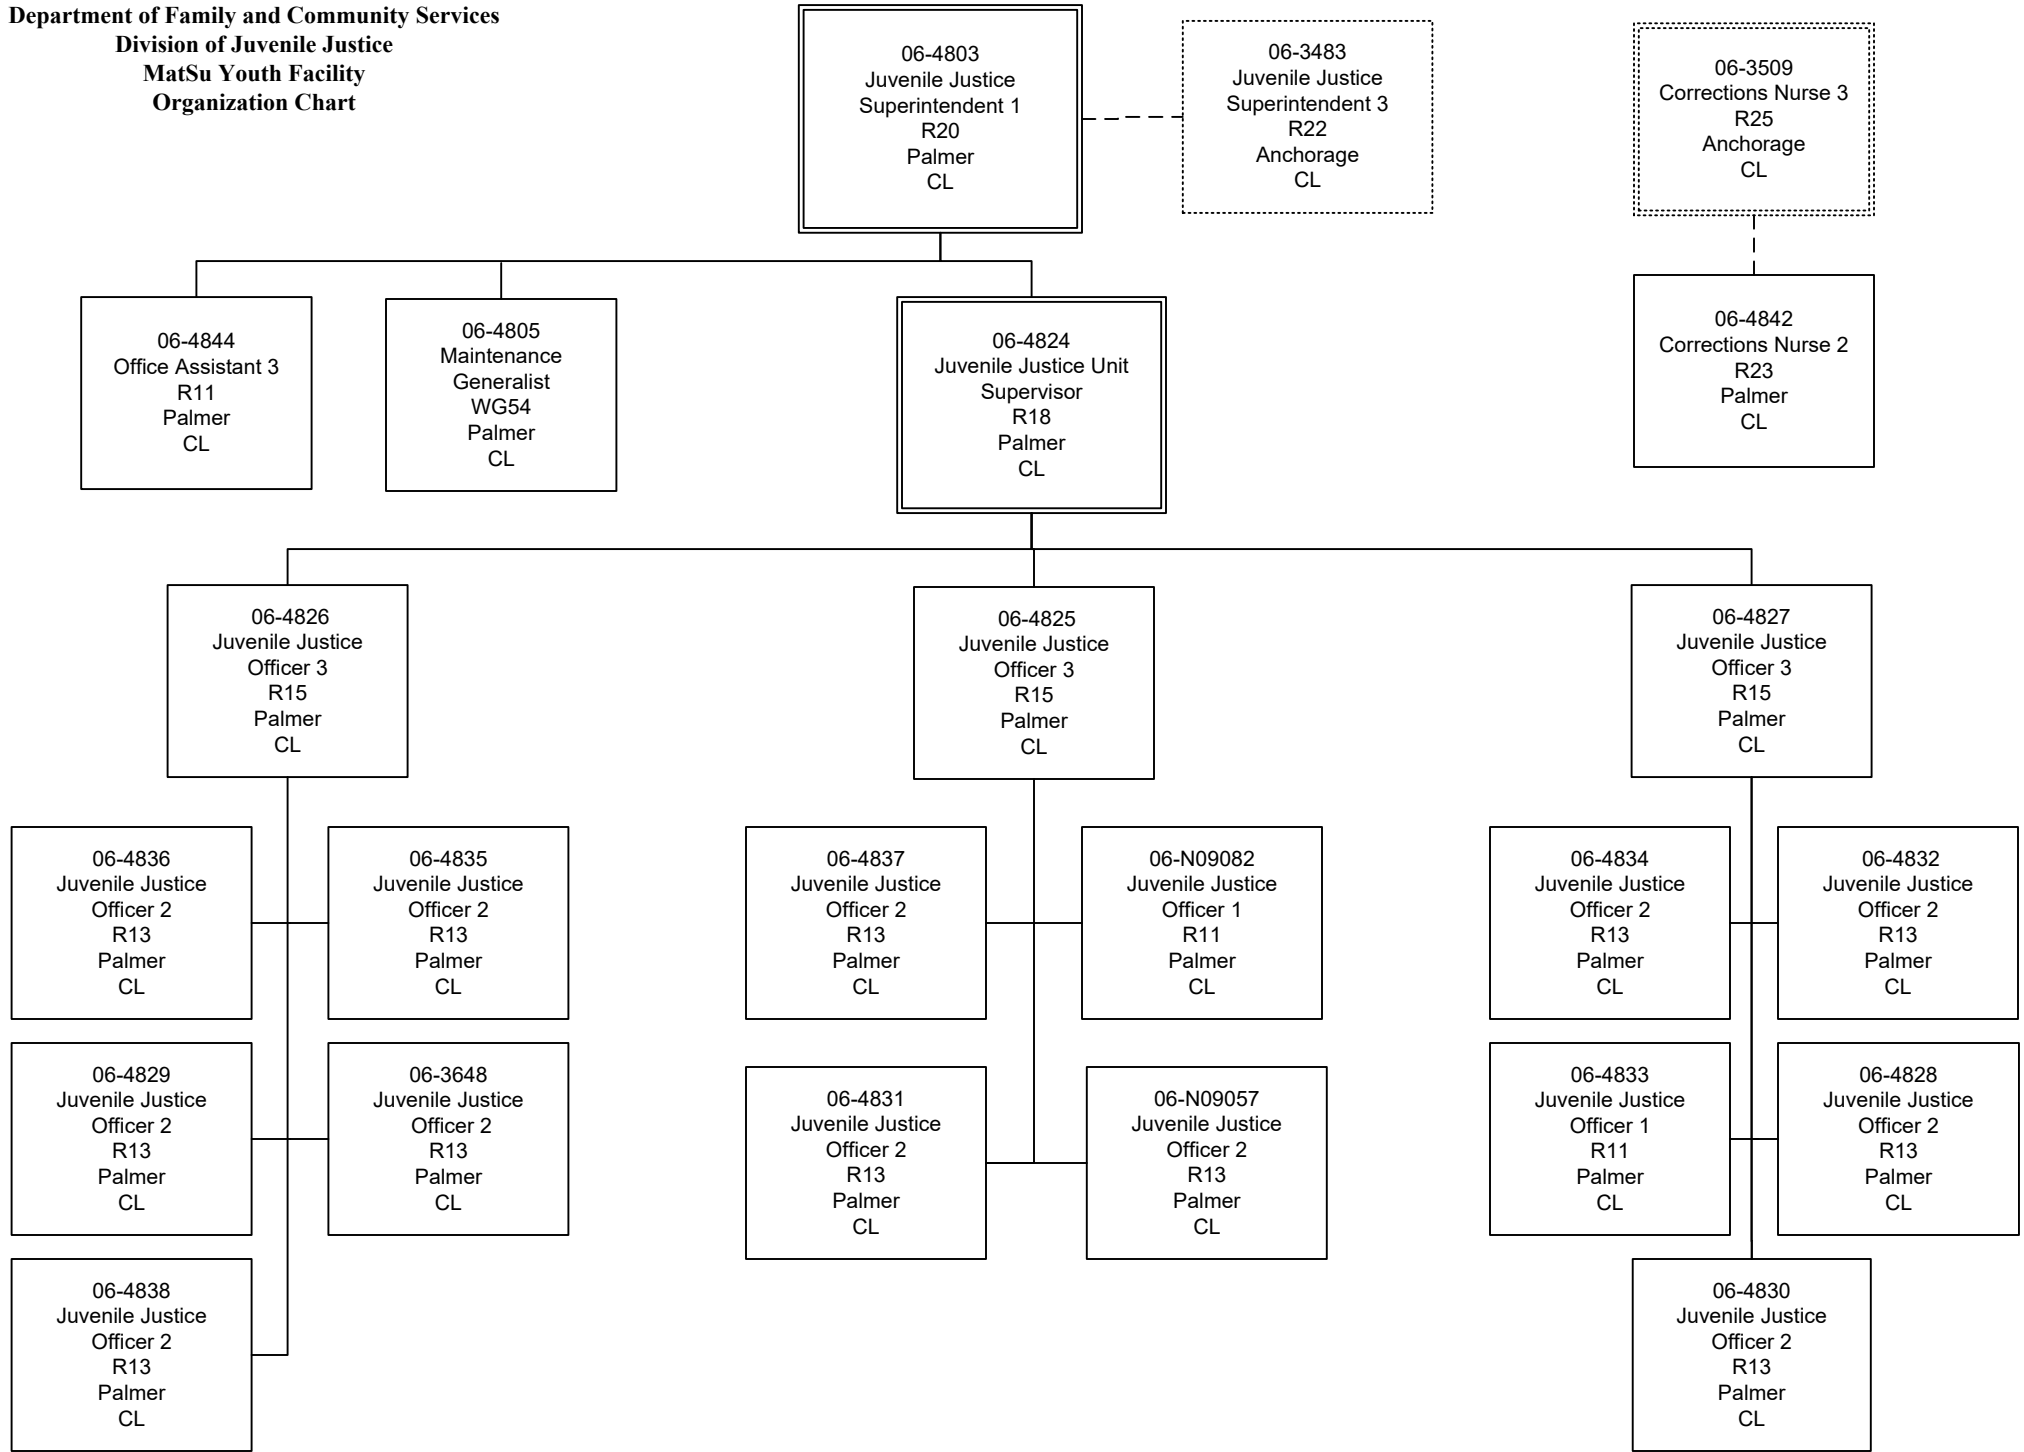 Department of Family and Community Services
Division of Juvenile Justice
MatSu Youth Facility
Organization Chart
06-4803
Juvenile Justice
Superintendent 1
R20
Palmer
CL
06-3483
Juvenile Justice
Superintendent 3
R22
Anchorage
CL
06-3509
Corrections Nurse 3
R25
Anchorage
CL
06-4844
Office Assistant 3
R11
Palmer
CL
06-4805
Maintenance
Generalist
WG54
Palmer
CL
06-4824
Juvenile Justice Unit
Supervisor
R18
Palmer
CL
06-4842
Corrections Nurse 2
R23
Palmer
CL
06-4826
Juvenile Justice
Officer 3
R15
Palmer
CL
06-4825
Juvenile Justice
Officer 3
R15
Palmer
CL
06-4827
Juvenile Justice
Officer 3
R15
Palmer
CL
06-4836
Juvenile Justice
Officer 2
R13
Palmer
CL
06-4835
Juvenile Justice
Officer 2
R13
Palmer
CL
06-4837
Juvenile Justice
Officer 2
R13
Palmer
CL
06-N09082
Juvenile Justice
Officer 1
R11
Palmer
CL
06-4834
Juvenile Justice
Officer 2
R13
Palmer
CL
06-4832
Juvenile Justice
Officer 2
R13
Palmer
CL
06-4829
Juvenile Justice
Officer 2
R13
Palmer
CL
06-3648
Juvenile Justice
Officer 2
R13
Palmer
CL
06-4831
Juvenile Justice
Officer 2
R13
Palmer
CL
06-N09057
Juvenile Justice
Officer 2
R13
Palmer
CL
06-4833
Juvenile Justice
Officer 1
R11
Palmer
CL
06-4828
Juvenile Justice
Officer 2
R13
Palmer
CL
06-4838
Juvenile Justice
Officer 2
R13
Palmer
CL
06-4830
Juvenile Justice
Officer 2
R13
Palmer
CL